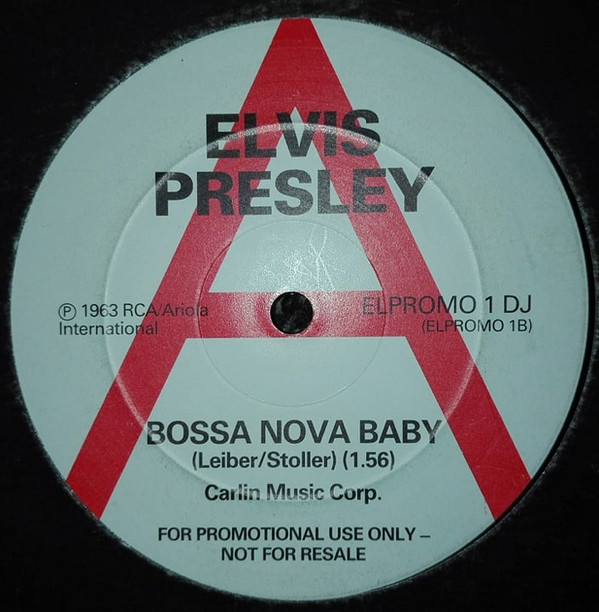 A
ELVIS
PRESLEY
℗ 1963 RCA/Ariola
International
ELPROMO 1 DJ
(ELPROMO 1B)
BOSSA NOVA BABY
(Leiber/Stoller) (1.56)
Carlin Music Corp.
FOR PROMOTIONAL USE ONLY –
NOT FOR RESALE